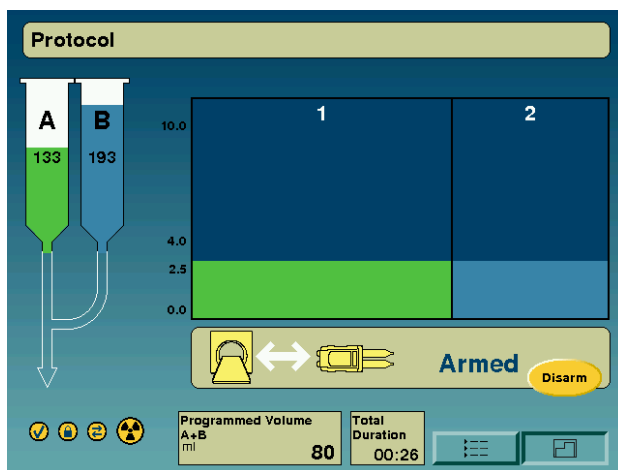 Protocol
A B
133 193
1 2
10.0
4.0
2.5
0.0
Armed
Disarm
Programmed Volume
A+B
ml
80
Total
Duration
00:26